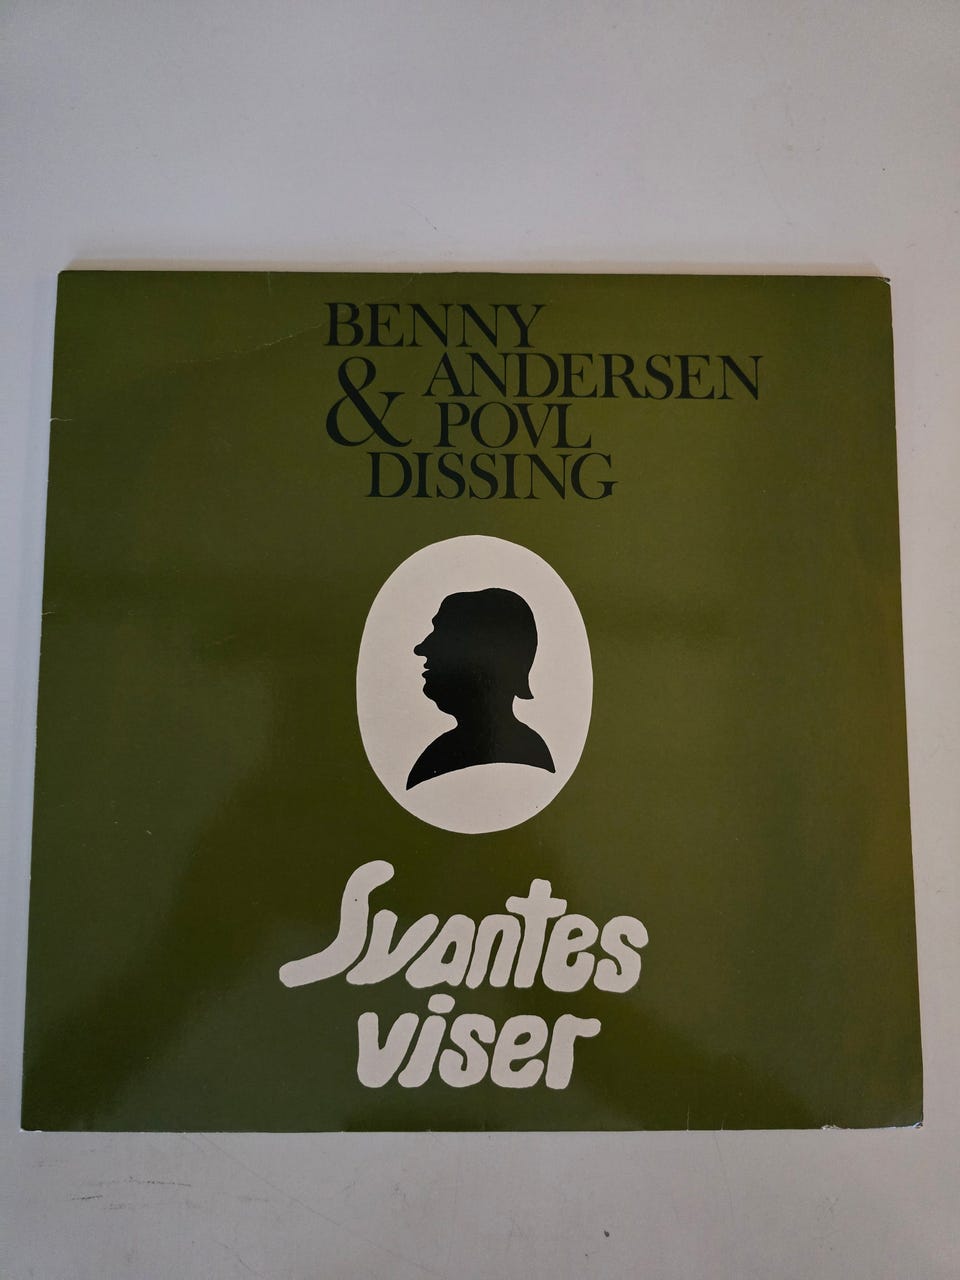 BENNY
& ANDERSEN
POVL
DISSING
Svantes
viser